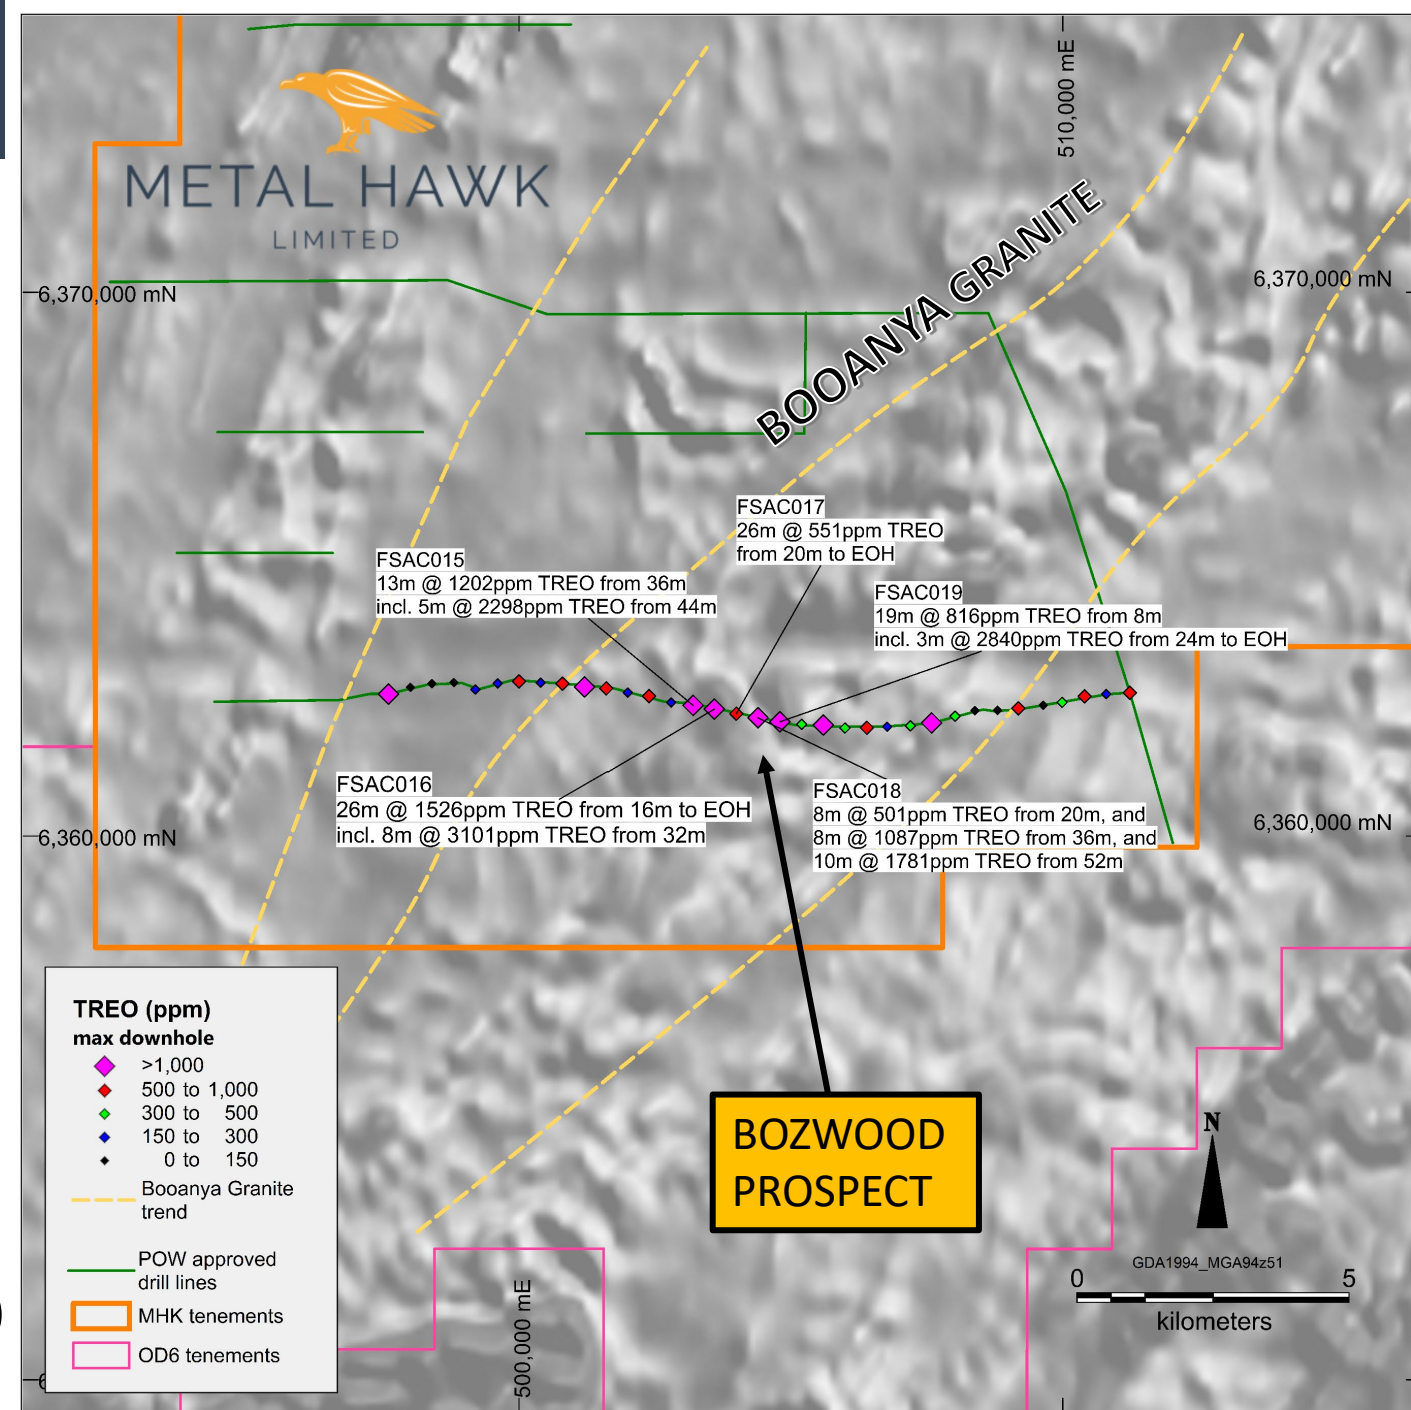 METAL HAWK
LIMITED
510,000 mE
BOOANYA GRANITE
6,370,000 mN
6,370,000 mN
FSAC017
26m @ 551ppm TREO
from 20m to EOH
FSAC015
13m @ 1202ppm TREO from 36m
incl. 5m @ 2298ppm TREO from 44m
FSAC019
19m @ 816ppm TREO from 8m
incl. 3m @ 2840ppm TREO from 24m to EOH
FSAC016
26m @ 1526ppm TREO from 16m to EOH
incl. 8m @ 3101ppm TREO from 32m
FSAC018
8m @ 501ppm TREO from 20m, and
8m @ 1087ppm TREO from 36m, and
10m @ 1781ppm TREO from 52m
6,360,000 mN
6,360,000 mN
BOZWOOD
PROSPECT
TREO (ppm)
max downhole
>1,000
500 to 1,000
300 to 500
150 to 300
0 to 150
Booanya Granite
trend
POW approved
drill lines
MHK tenements
OD6 tenements
500,000 mE
N
GDA1994_MGA94z51
0 5
kilometers